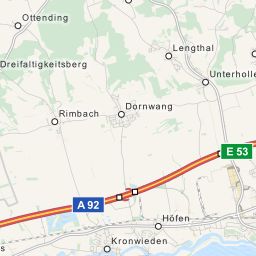 Ottending
Lengthal
Dreifaltigkeitsberg
Unterholle
Rimbach
Dornwang
E 53
A 92
Höfen
Kronwieden
s